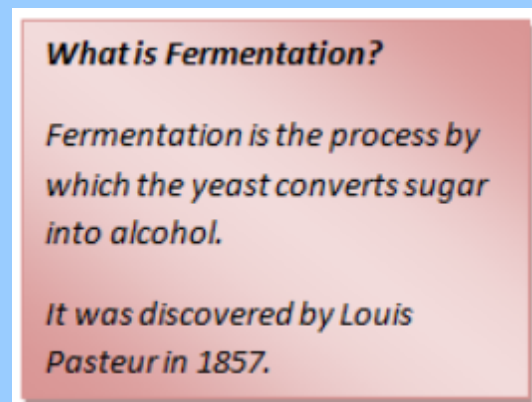 What is Fermentation?
Fermentation is the process by
which the yeast converts sugar
into alcohol.
It was discovered by Louis
Pasteur in 1857.